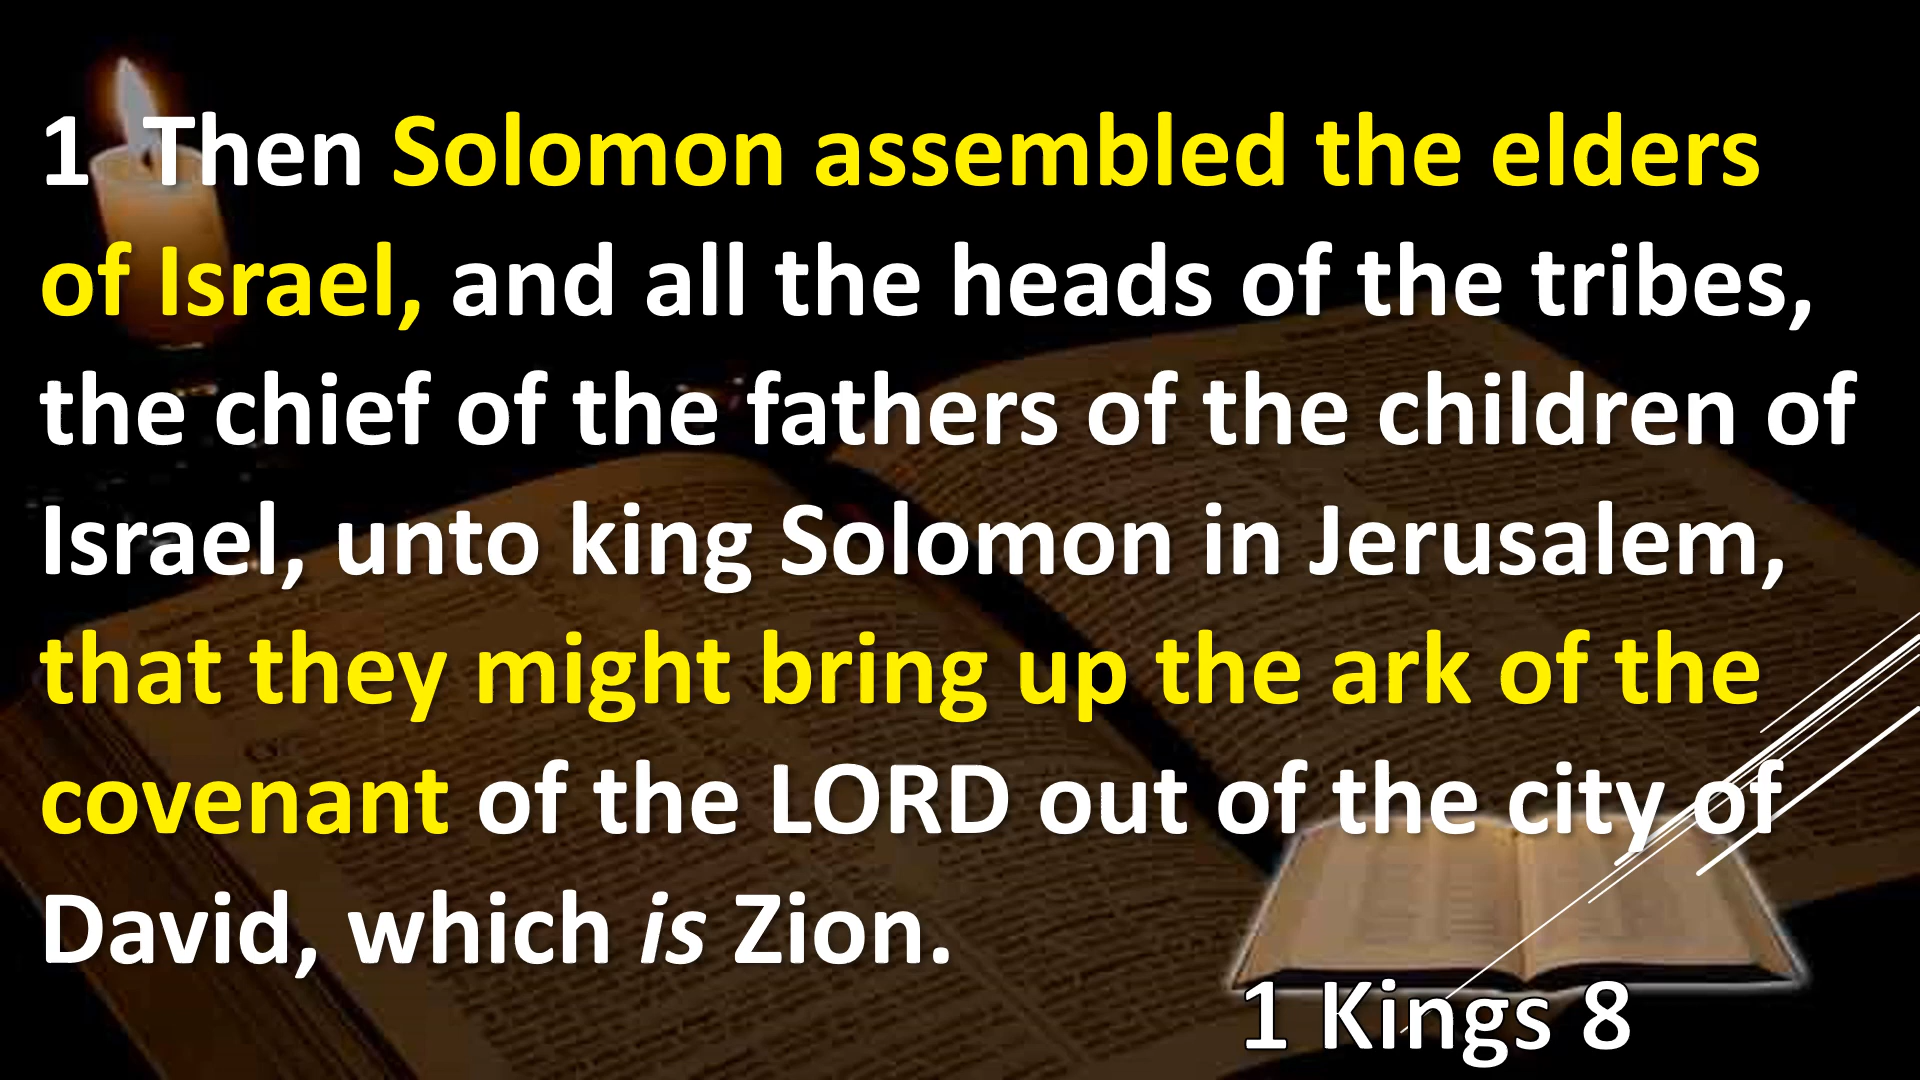 1 Then Solomon assembled the elders
of Israel, and all the heads of the tribes,
the chief of the fathers of the children of
Israel, unto king Solomon in Jerusalem,
that they might bring up the ark of the
covenant of the LORD out of the city of
David, which is Zion.
1 Kings 8